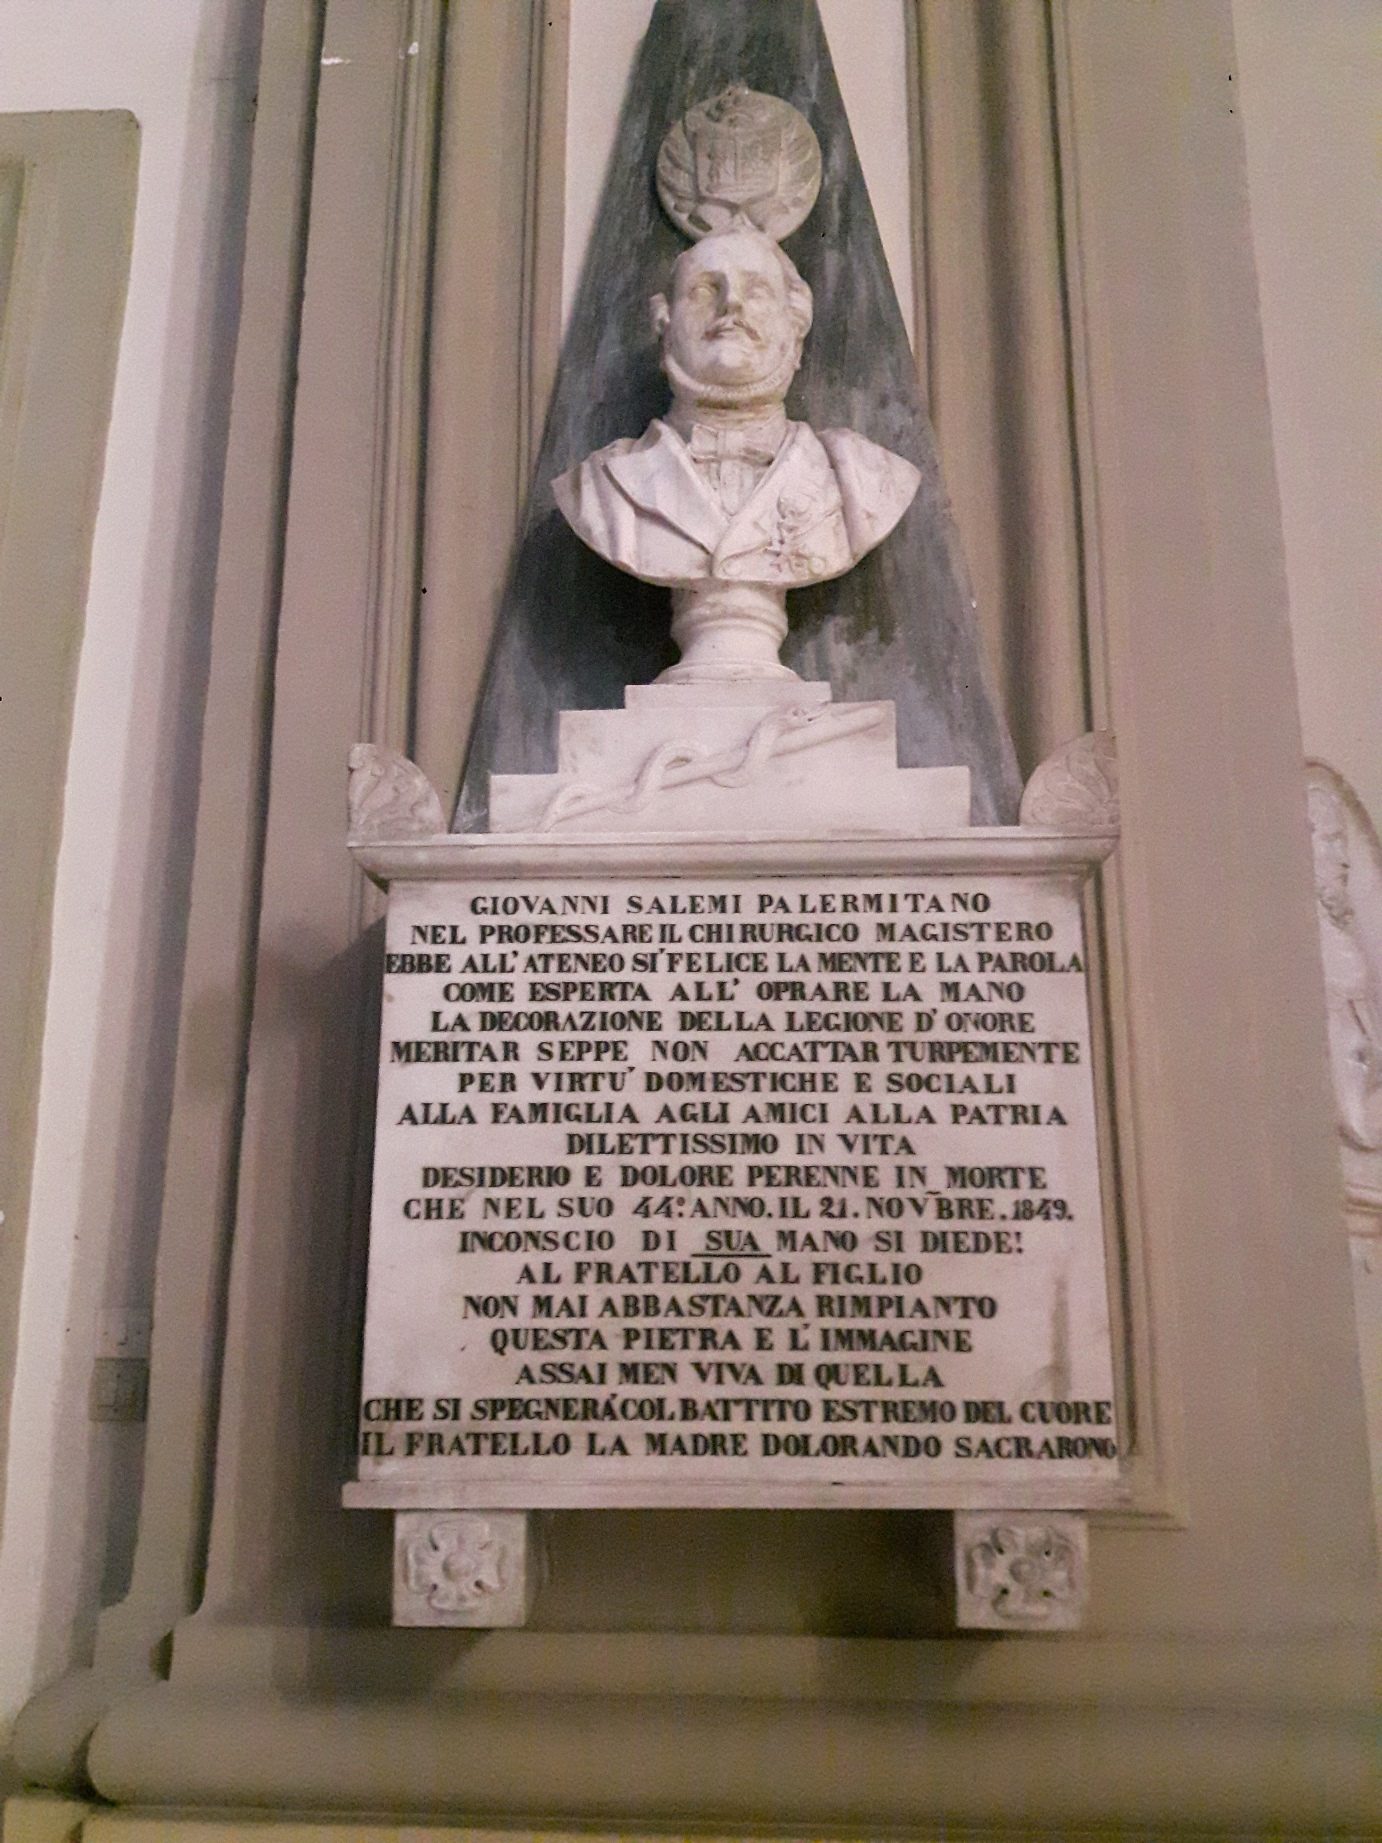 GIOVANNI SALEMI PALERMITANO
NEL PROFESSARE IL CHIRURGICO MAGISTERO
EBBE ALL'ATENEO SI' FELICE LA MENTE E LA PAROLA
COME ESPERTA ALL' OPRARE LA MANO
LA DECORAZIONE DELLA LEGIONE D' ONORE
MERITAR SEPPE NON ACCATTAR TURPEMENTE
PER VIRTU' DOMESTICHE E SOCIALI
ALLA FAMIGLIA AGLI AMICI ALLA PATRIA
DILETTISSIMO IN VITA
DESIDERIO E DOLORE PERENNE IN MORTE
CHE NEL SUO 44.º ANNO. IL 21. NOVBRE. 1849.
INCONSCIO DI SUA MANO SI DIEDE!
AL FRATELLO AL FIGLIO
NON MAI ABBASTANZA RIMPIANTO
QUESTA PIETRA E L' IMMAGINE
ASSAI MEN VIVA DI QUELLA
CHE SI SPEGNERÁ COL BATTITO ESTREMO DEL CUORE
IL FRATELLO LA MADRE DOLORANDO SACRARONO